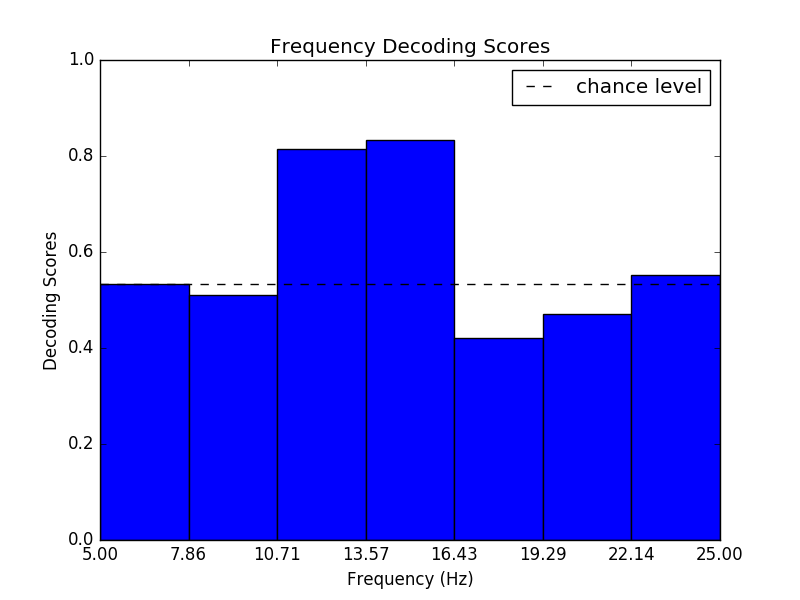 Frequency Decoding Scores
chance level
1.0
0.8
0.6
0.4
0.2
0.0
Decoding Scores
5.00 7.86 10.71 13.57 16.43 19.29 22.14 25.00
Frequency (Hz)